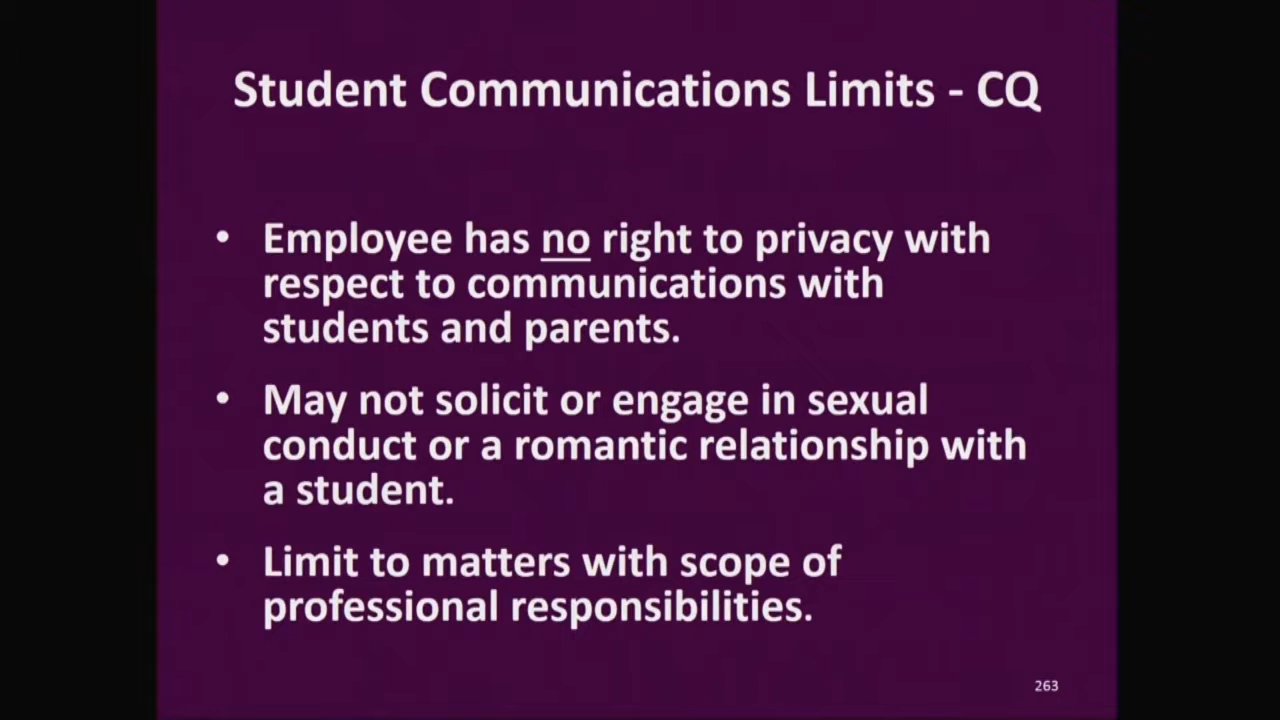 Student Communications Limits - CQ
• Employee has no right to privacy with
respect to communications with
students and parents.
• May not solicit or engage in sexual
conduct or a romantic relationship with
a student.
• Limit to matters with scope of
professional responsibilities.
263